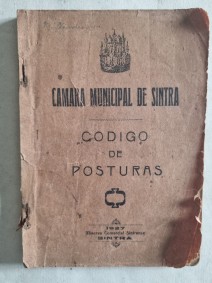 CAMARA MUNICIPAL DE SINTRA
CODIGO
DE
POSTURAS
1937
SINTRA